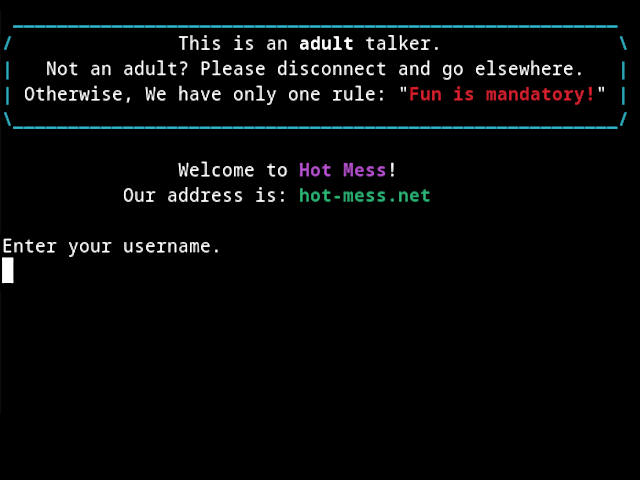 This is an adult talker.
Not an adult? Please disconnect and go elsewhere.
Otherwise, We have only one rule: "Fun is mandatory!"
Welcome to Hot Mess!
Our address is: hot-mess.net
Enter your username.